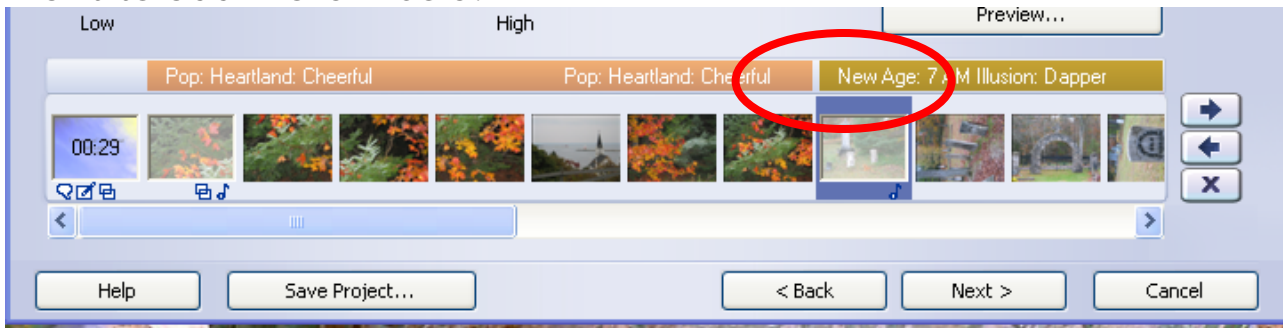 Low High Preview...
Pop: Heartland: Cheerful Pop: Heartland: Cheerful New Age: 7 AM Illusion: Dapper
00:29
Help Save Project... < Back Next > Cancel